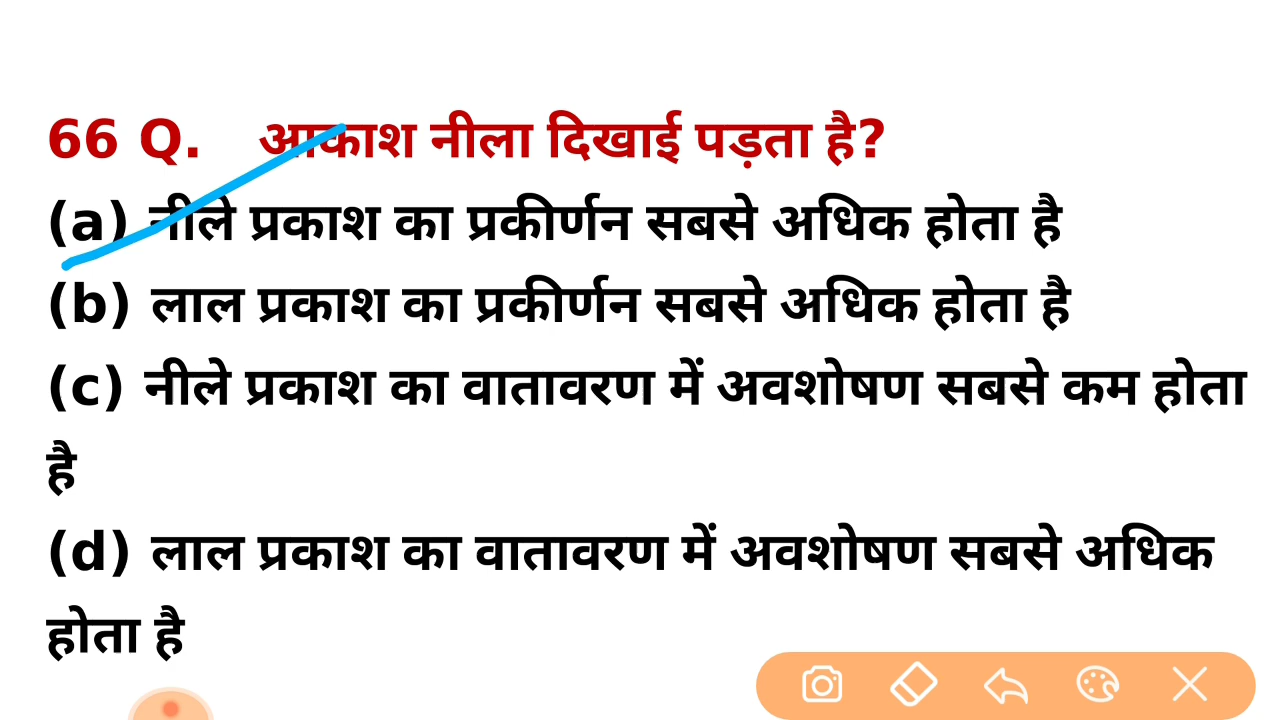 66 Q. आकाश नीला दिखाई पड़ता है?
(a) नीले प्रकाश का प्रकीर्णन सबसे अधिक होता है
(b) लाल प्रकाश का प्रकीर्णन सबसे अधिक होता है
(c) नीले प्रकाश का वातावरण में अवशोषण सबसे कम होता
है
(d) लाल प्रकाश का वातावरण में अवशोषण सबसे अधिक
होता है